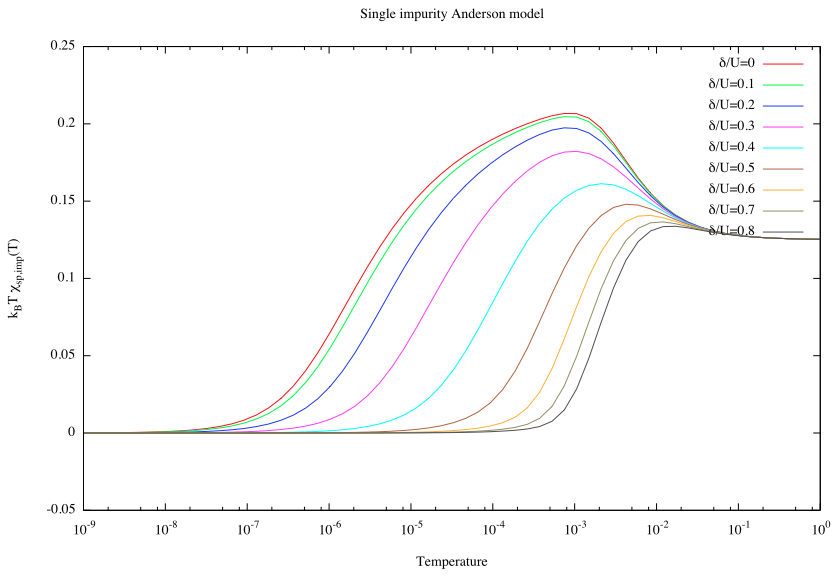 Single impurity Anderson model
0.25
0.2
0.15
0.1
0.05
0
-0.05
k_B T χ_sp,imp(T)
δ/U=0
δ/U=0.1
δ/U=0.2
δ/U=0.3
δ/U=0.4
δ/U=0.5
δ/U=0.6
δ/U=0.7
δ/U=0.8
10^-9 10^-8 10^-7 10^-6 10^-5 10^-4 10^-3 10^-2 10^-1 10^0
Temperature